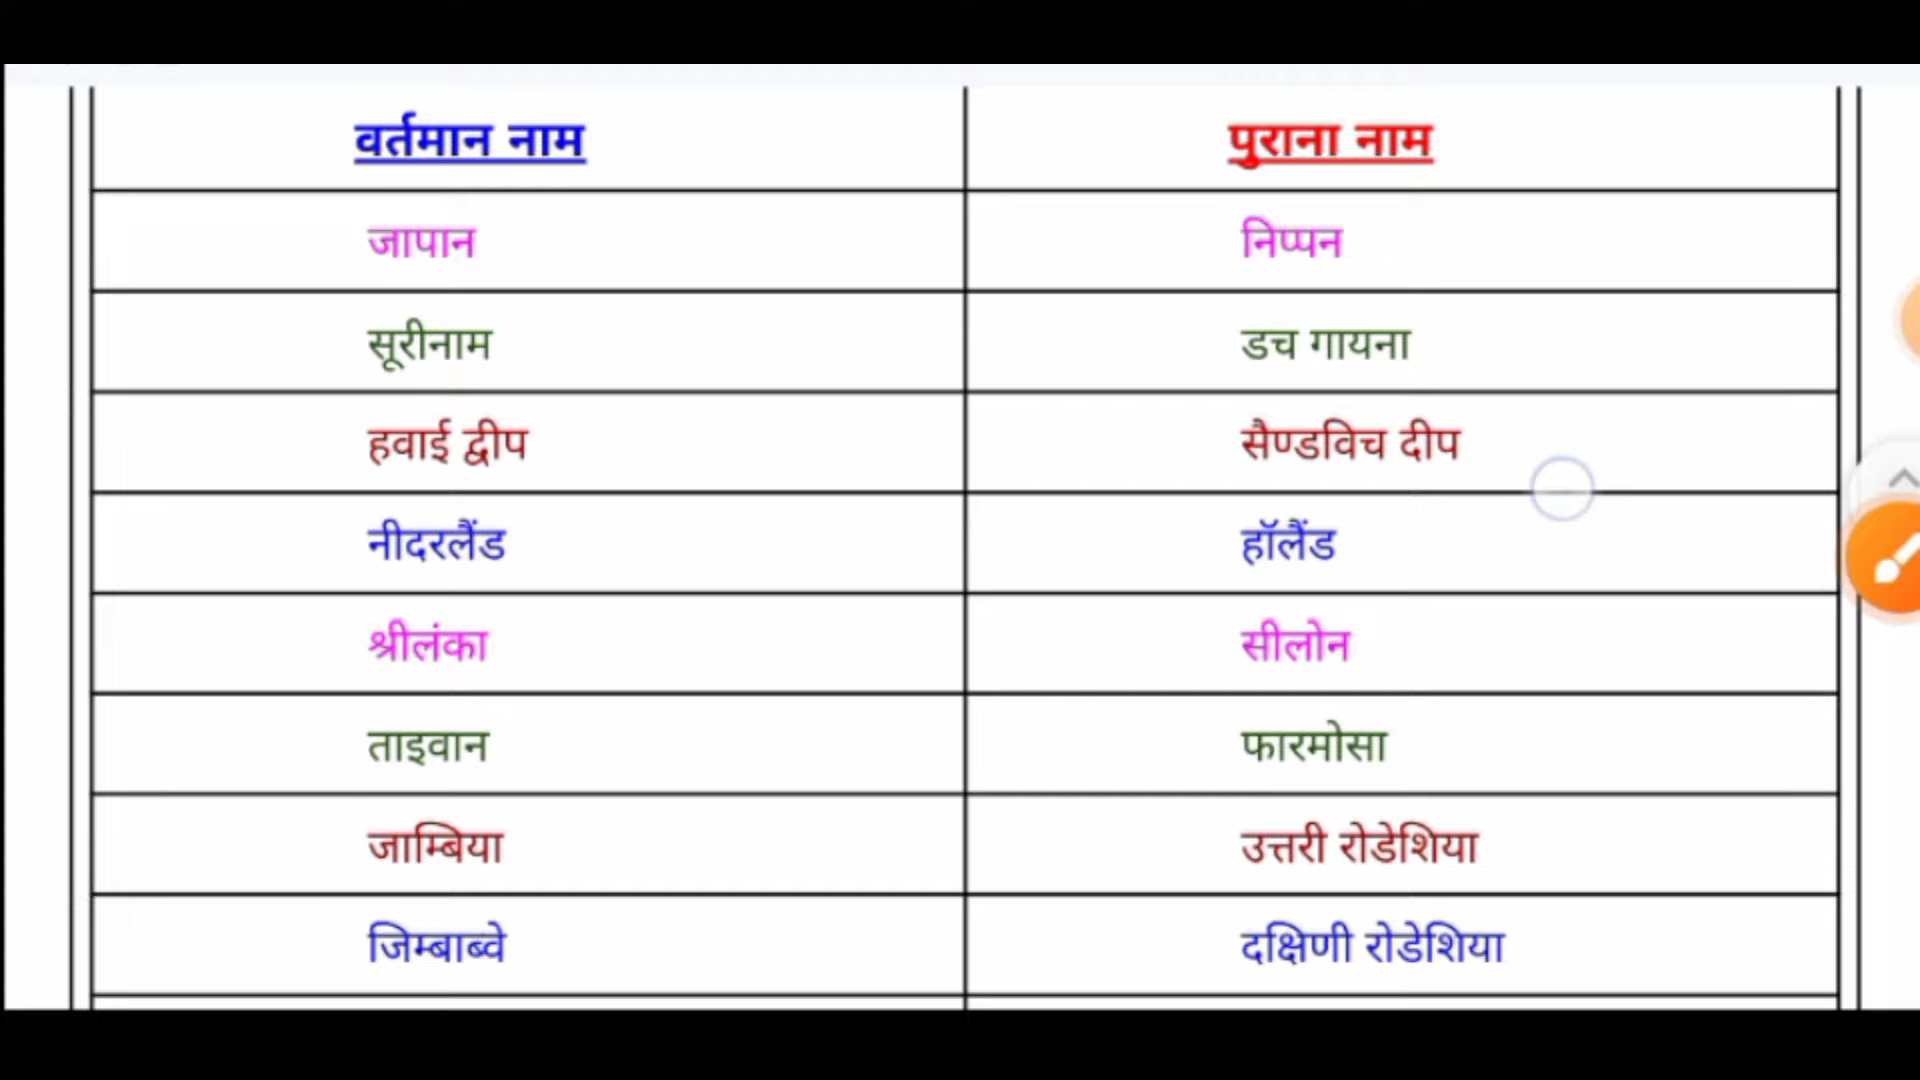 वर्तमान नाम पुराना नाम
जापान निप्पन
सूरीनाम डच गायना
हवाई द्वीप सैण्डविच दीप
नीदरलैंड हॉलैंड
श्रीलंका सीलोन
ताइवान फारमोसा
जाम्बिया उत्तरी रोडेशिया
जिम्बाब्वे दक्षिणी रोडेशिया